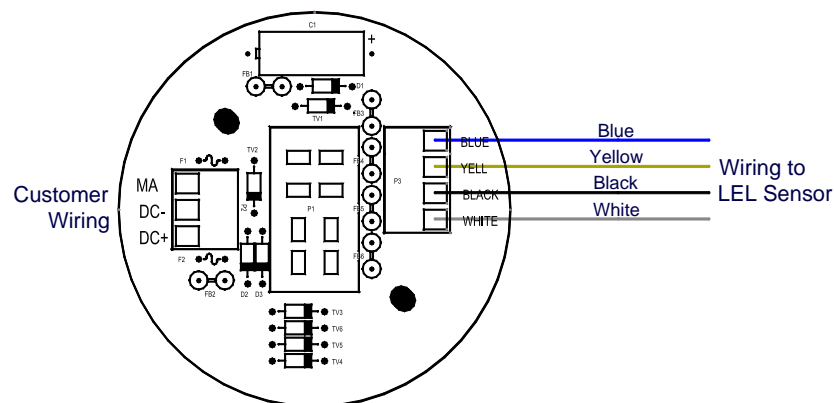 C1
+
FB1
D1
TV1
FB3
F1
TV2
BLUE
Blue
FB4
YELL
Yellow
Wiring to
LEL Sensor
P3
MA
BLACK
Black
Customer
Wiring
DC-
P2
P1
FB5
WHITE
White
DC+
FB6
F2
FB2
D2
D3
TV3
TV6
TV5
TV4